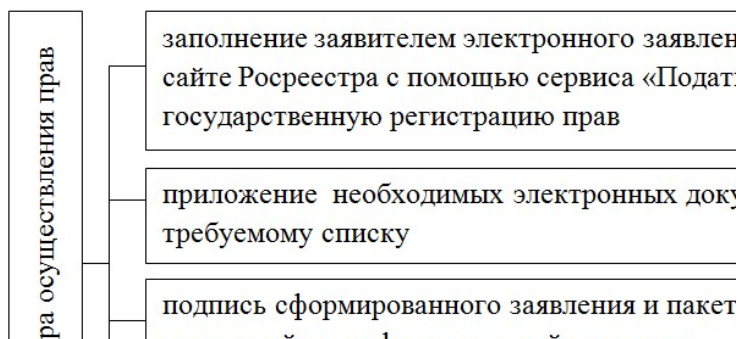 ра осуществления прав
заполнение заявителем электронного заявлен
сайте Росреестра с помощью сервиса «Подат
государственную регистрацию прав
приложение необходимых электронных доку
требуемому списку
подпись сформированного заявления и пакет